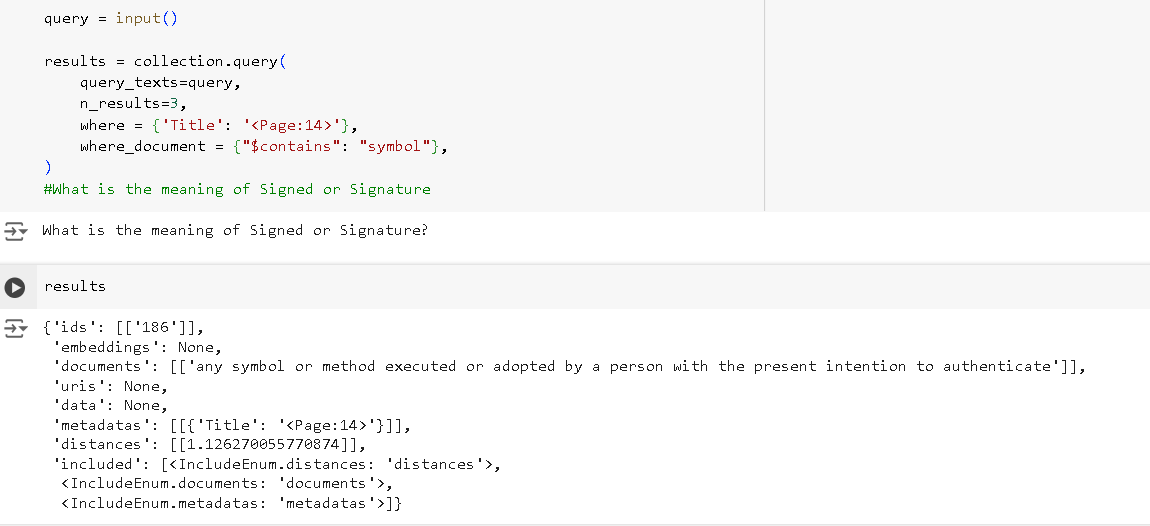 query = input()
results = collection.query(
query_texts=query,
n_results=3,
where = {'Title': '<Page:14>'},
where_document = {"$contains": "symbol"},
)
#What is the meaning of Signed or Signature
What is the meaning of Signed or Signature?
results
{'ids': [['186']],
'embeddings': None,
'documents': [['any symbol or method executed or adopted by a person with the present intention to authenticate']],
'uris': None,
'data': None,
'metadatas': [[{'Title': '<Page:14>'}]],
'distances': [[1.126270055770874]],
'included': [<IncludeEnum.distances: 'distances'>,
<IncludeEnum.documents: 'documents'>,
<IncludeEnum.metadatas: 'metadatas'>]}